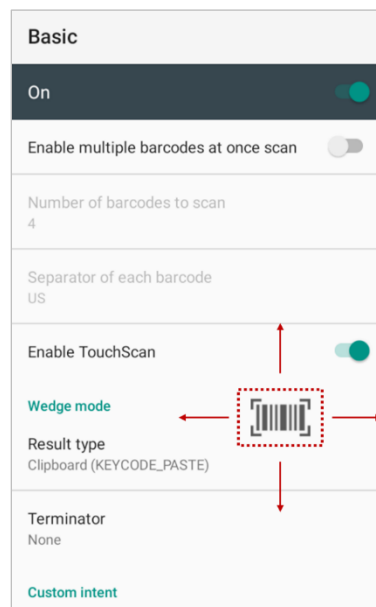 Basic
On
Enable multiple barcodes at once scan
Number of barcodes to scan
4
Separator of each barcode
US
Enable TouchScan
Wedge mode
Result type
Clipboard (KEYCODE_PASTE)
Terminator
None
Custom intent